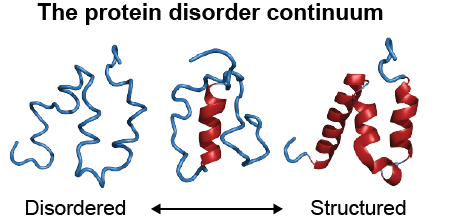 The protein disorder continuum
Disordered
Structured